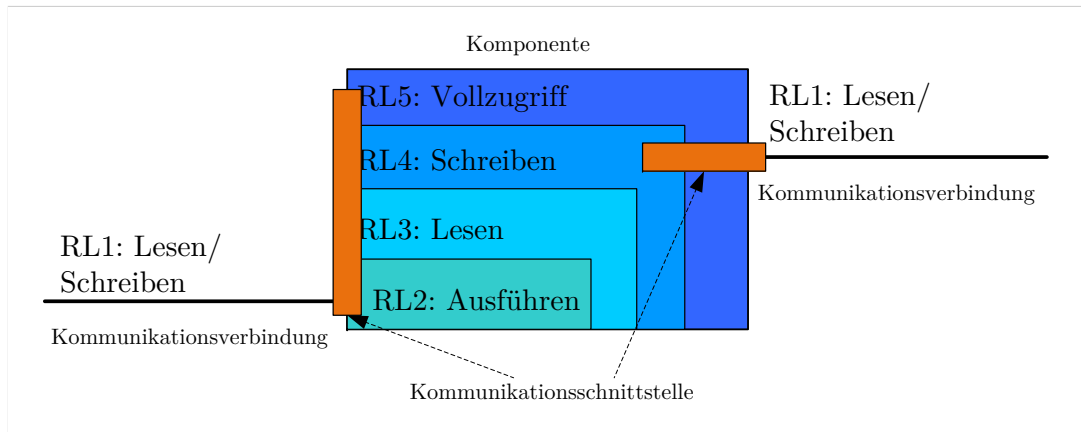 Komponente
RL5: Vollzugriff
RL1: Lesen/
Schreiben
RL4: Schreiben
Kommunikationsverbindung
RL3: Lesen
RL1: Lesen/
Schreiben
RL2: Ausführen
Kommunikationsverbindung
Kommunikationsschnittstelle